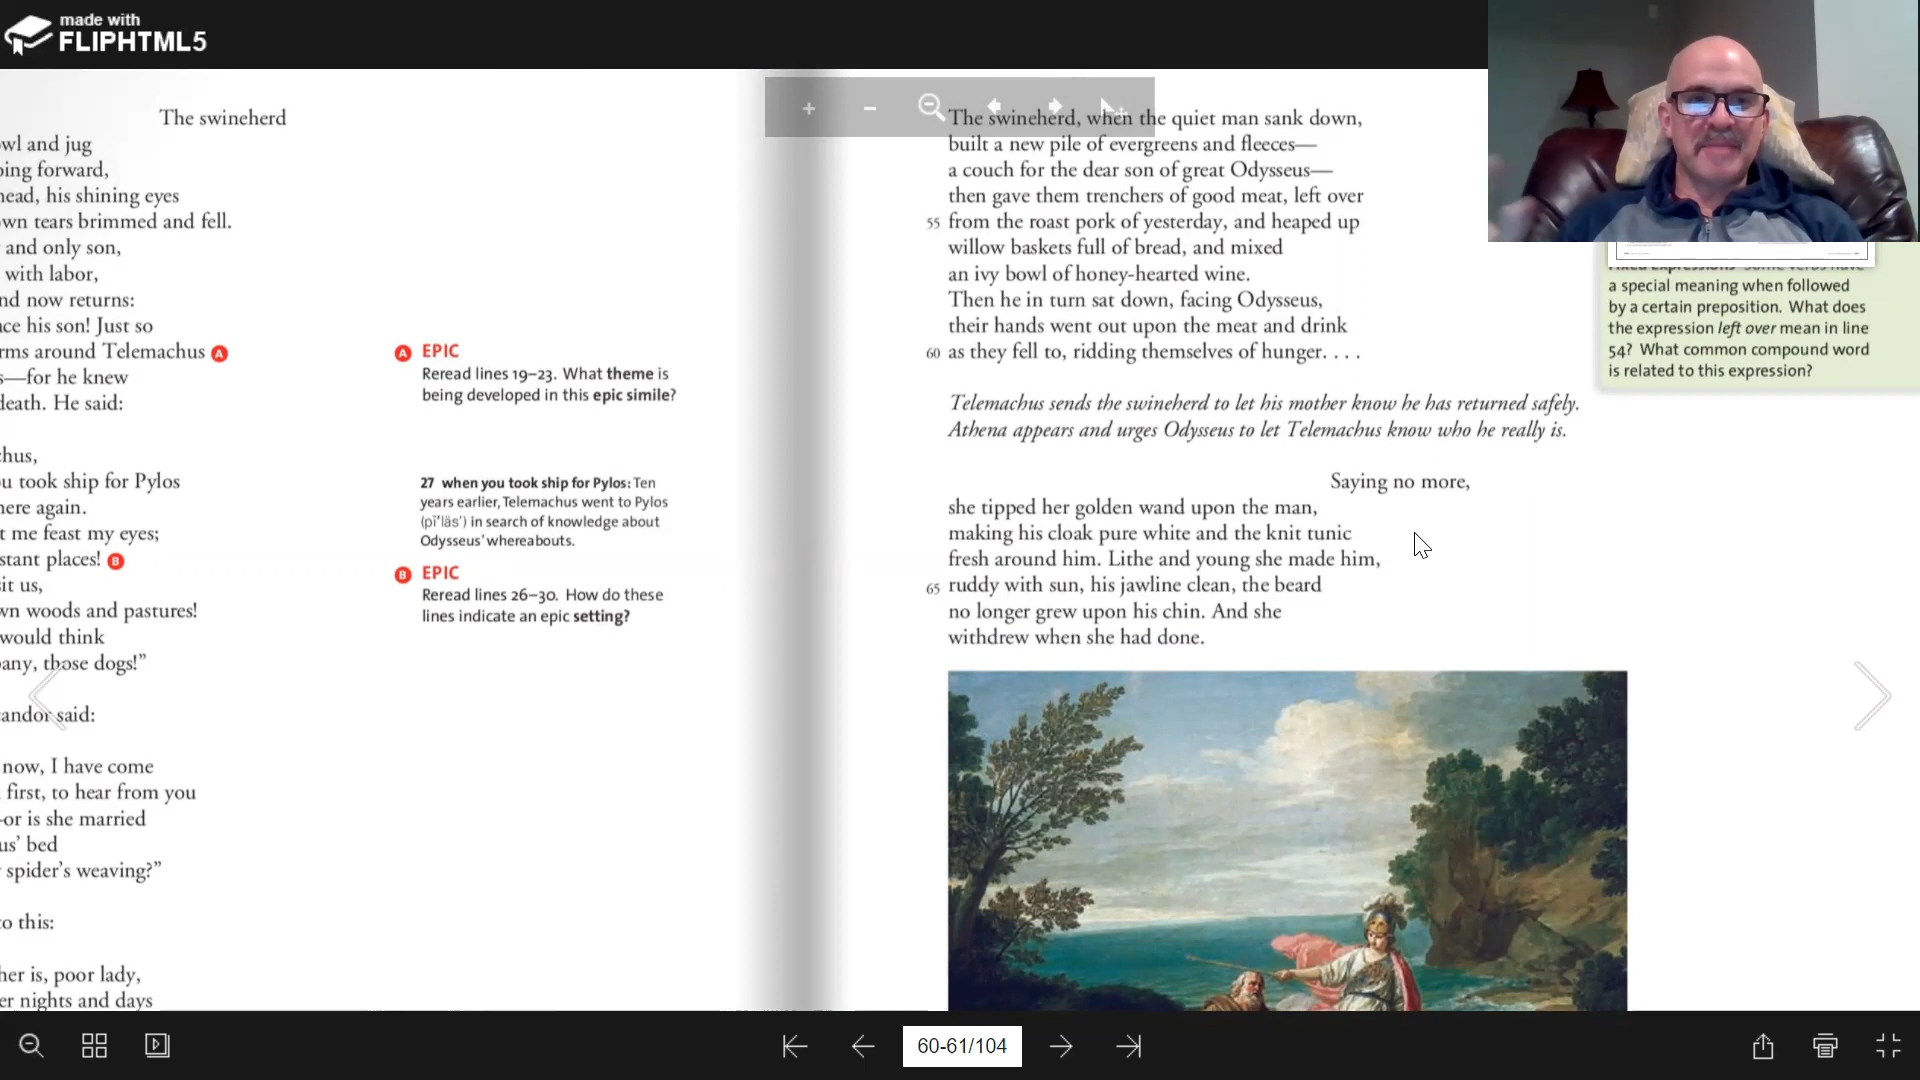 made with
FLIPHTML5
The swineherd
wl and jug
ing forward,
head, his shining eyes
wn tears brimmed and fell.
and only son,
with labor,
nd now returns:
ce his son! Just so
rms around Telemachus A
s—for he knew
death. He said:
hus,
u took ship for Pylos
here again.
t me feast my eyes;
stant places! B
it us,
wn woods and pastures!
would think
any, those dogs!”
andor said:
now, I have come
first, to hear from you
-or is she married
us’ bed
spider’s weaving?”
o this:
her is, poor lady,
er nights and days
A EPIC
Reread lines 19–23. What theme is
being developed in this epic simile?
27 when you took ship for Pylos: Ten
years earlier, Telemachus went to Pylos
(pī'läs') in search of knowledge about
Odysseus’ whereabouts.
B EPIC
Reread lines 26–30. How do these
lines indicate an epic setting?
The swineherd, when the quiet man sank down,
built a new pile of evergreens and fleeces—
a couch for the dear son of great Odysseus—
then gave them trenchers of good meat, left over
55 from the roast pork of yesterday, and heaped up
willow baskets full of bread, and mixed
an ivy bowl of honey-hearted wine.
Then he in turn sat down, facing Odysseus,
their hands went out upon the meat and drink
60 as they fell to, ridding themselves of hunger. . . .
Telemachus sends the swineherd to let his mother know he has returned safely.
Athena appears and urges Odysseus to let Telemachus know who he really is.
Saying no more,
she tipped her golden wand upon the man,
making his cloak pure white and the knit tunic
fresh around him. Lithe and young she made him,
65 ruddy with sun, his jawline clean, the beard
no longer grew upon his chin. And she
withdrew when she had done.
a special meaning when followed
by a certain preposition. What does
the expression left over mean in line
54? What common compound word
is related to this expression?
60-61/104